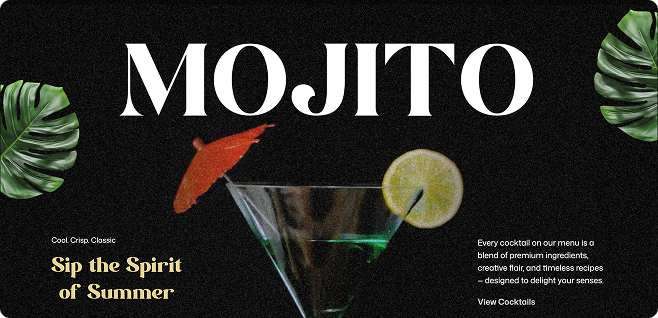 MOJITO
Cool. Crisp. Classic
Sip the Spirit
of Summer
Every cocktail on our menu is a
blend of premium ingredients,
creative flair, and timeless recipes
— designed to delight your senses.
View Cocktails